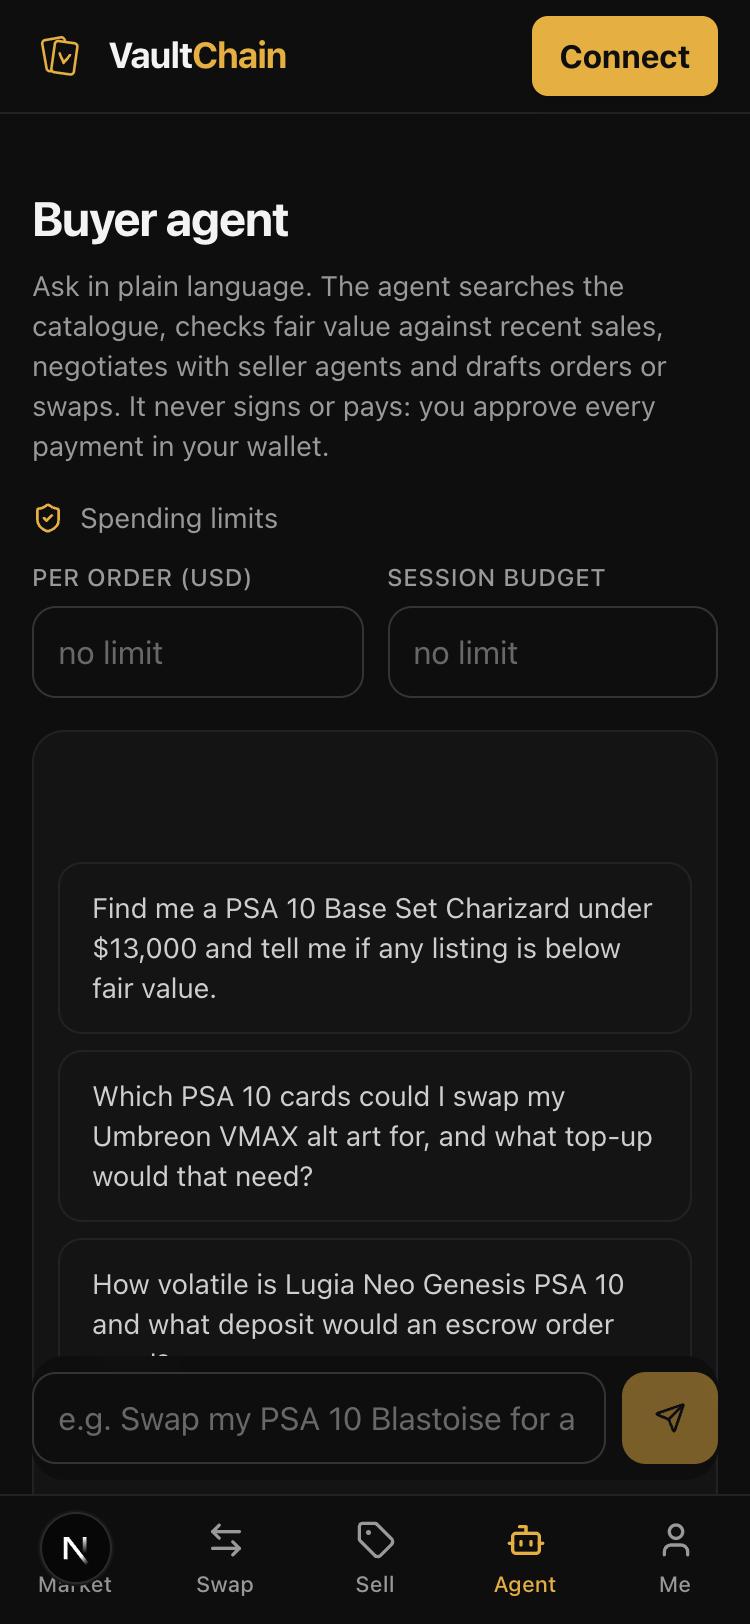 VaultChain
Connect
Buyer agent
Ask in plain language. The agent searches the
catalogue, checks fair value against recent sales,
negotiates with seller agents and drafts orders or
swaps. It never signs or pays: you approve every
payment in your wallet.
Spending limits
PER ORDER (USD)
SESSION BUDGET
no limit
no limit
Find me a PSA 10 Base Set Charizard under
$13,000 and tell me if any listing is below
fair value.
Which PSA 10 cards could I swap my
Umbreon VMAX alt art for, and what top-up
would that need?
How volatile is Lugia Neo Genesis PSA 10
and what deposit would an escrow order
e.g. Swap my PSA 10 Blastoise for a
N
Market
Swap
Sell
Agent
Me